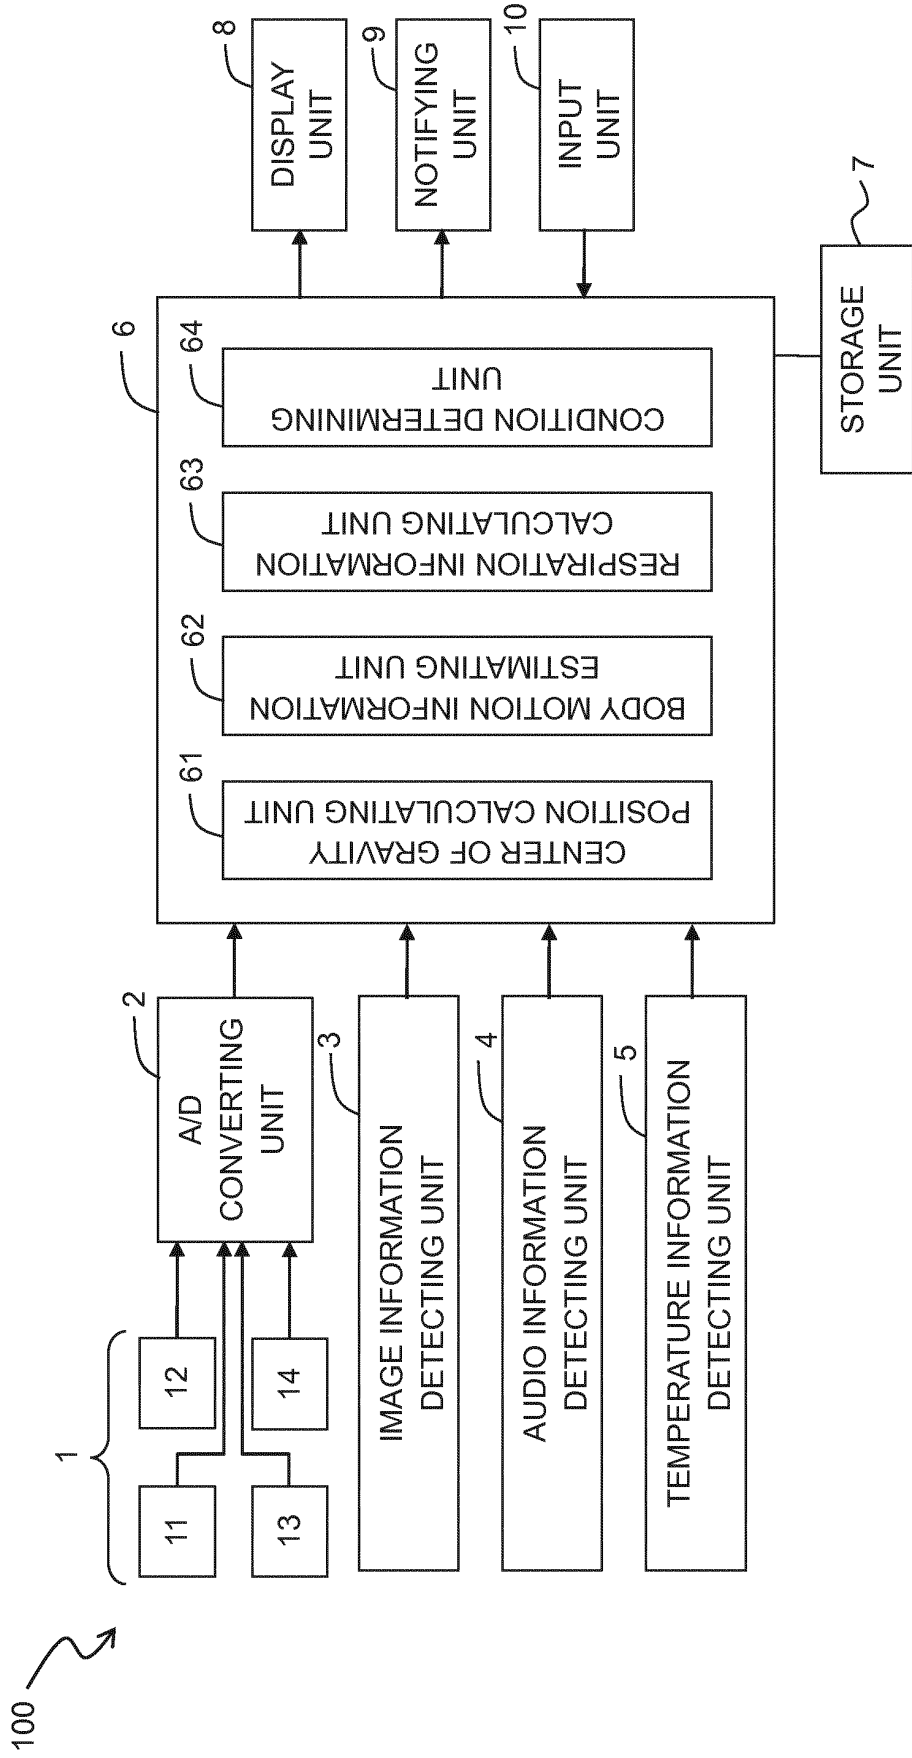 100
1
11
12
13
14
2
A/D
CONVERTING
UNIT
3
IMAGE INFORMATION
DETECTING UNIT
4
AUDIO INFORMATION
DETECTING UNIT
5
TEMPERATURE INFORMATION
DETECTING UNIT
6
61
CENTER OF GRAVITY
POSITION CALCULATING UNIT
62
BODY MOTION INFORMATION
ESTIMATING UNIT
63
RESPIRATION INFORMATION
CALCULATING UNIT
64
CONDITION DETERMINING
UNIT
8
DISPLAY
UNIT
9
NOTIFYING
UNIT
10
INPUT
UNIT
7
STORAGE
UNIT